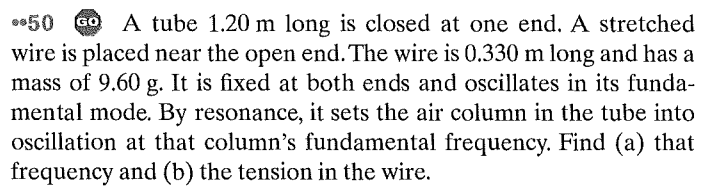 ••50 GO A tube 1.20 m long is closed at one end. A stretched
wire is placed near the open end. The wire is 0.330 m long and has a
mass of 9.60 g. It is fixed at both ends and oscillates in its funda-
mental mode. By resonance, it sets the air column in the tube into
oscillation at that column's fundamental frequency. Find (a) that
frequency and (b) the tension in the wire.